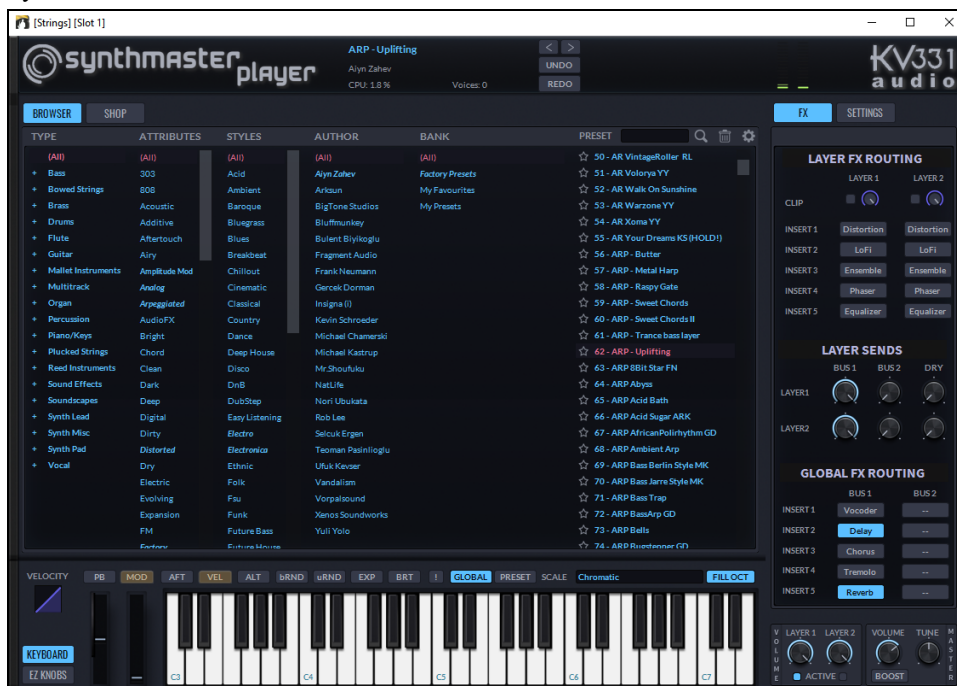 [Strings] [Slot 1]
synthmaster player
ARP - Uplifting
Aiyn Zahev
CPU: 1.8 %
Voices: 0
< >
UNDO
REDO
KV331
audio
BROWSER
SHOP
FX
SETTINGS
TYPE
(All)
+ Bass
+ Bowed Strings
+ Brass
+ Drums
+ Flute
+ Guitar
+ Mallet Instruments
+ Multitrack
+ Organ
+ Percussion
+ Piano/Keys
+ Plucked Strings
+ Reed Instruments
+ Sound Effects
+ Soundscapes
+ Synth Lead
+ Synth Misc
+ Synth Pad
+ Vocal
ATTRIBUTES
(All)
303
808
Acoustic
Additive
Aftertouch
Airy
Amplitude Mod
Analog
Arpeggiated
AudioFX
Bright
Chord
Clean
Dark
Deep
Digital
Dirty
Distorted
Dry
Electric
Evolving
Expansion
FM
Factory
STYLES
(All)
Acid
Ambient
Baroque
Bluegrass
Blues
Breakbeat
Chillout
Cinematic
Classical
Country
Dance
Deep House
Disco
DnB
DubStep
Easy Listening
Electro
Electronica
Ethnic
Folk
Fsu
Funk
Future Bass
Future House
AUTHOR
(All)
Aiyn Zahev
Arksun
BigTone Studios
Bluffmunkey
Bulent Biyikoglu
Fragment Audio
Frank Neumann
Gercek Dorman
Insigna (i)
Kevin Schroeder
Michael Chamerski
Michael Kastrup
Mr.Shoufuku
NatLife
Nori Ubukata
Rob Lee
Selcuk Ergen
Teoman Pasinlioglu
Ufuk Kevser
Vandalism
Vorpalsound
Xenos Soundworks
Yuli Yolo
BANK
(All)
Factory Presets
My Favourites
My Presets
PRESET
50 - AR VintageRoller RL
51 - AR Volorya YY
52 - AR Walk On Sunshine
53 - AR Warzone YY
54 - AR Xoma YY
55 - AR Your Dreams KS (HOLD!)
56 - ARP - Butter
57 - ARP - Metal Harp
58 - ARP - Raspy Gate
59 - ARP - Sweet Chords
60 - ARP - Sweet Chords II
61 - ARP - Trance bass layer
62 - ARP - Uplifting
63 - ARP 8Bit Star FN
64 - ARP Abyss
65 - ARP Acid Bath
66 - ARP Acid Sugar ARK
67 - ARP AfricanPolirhythm GD
68 - ARP Ambient Arp
69 - ARP Bass Berlin Style MK
70 - ARP Bass Jarre Style MK
71 - ARP Bass Trap
72 - ARP BassArp GD
73 - ARP Bells
74 - ARP Bugstepper GD
LAYER FX ROUTING
LAYER 1 LAYER 2
CLIP
INSERT 1 Distortion Distortion
INSERT 2 LoFi LoFi
INSERT 3 Ensemble Ensemble
INSERT 4 Phaser Phaser
INSERT 5 Equalizer Equalizer
LAYER SENDS
BUS 1 BUS 2 DRY
LAYER1
LAYER2
GLOBAL FX ROUTING
BUS 1 BUS 2
INSERT 1 Vocoder --
INSERT 2 Delay --
INSERT 3 Chorus --
INSERT 4 Tremolo --
INSERT 5 Reverb --
VELOCITY PB MOD AFT VEL ALT bRND uRND EXP BRT ! GLOBAL PRESET SCALE Chromatic FILL OCT
KEYBOARD
EZ KNOBS
C3 C4 C5 C6 C7
VOLUME
LAYER 1 LAYER 2
ACTIVE
VOLUME TUNE
BOOST
MASTER